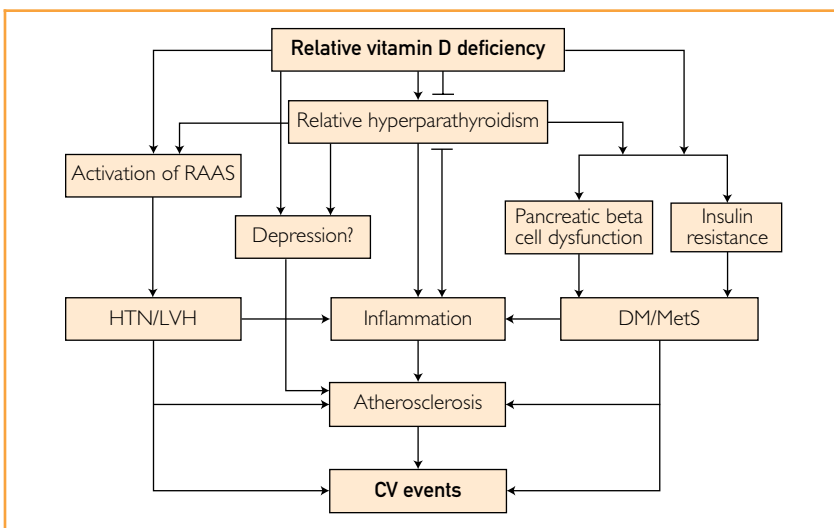 Relative vitamin D deficiency
Relative hyperparathyroidism
Activation of RAAS
Pancreatic beta
cell dysfunction
Insulin
resistance
Depression?
HTN/LVH
Inflammation
DM/MetS
Atherosclerosis
CV events